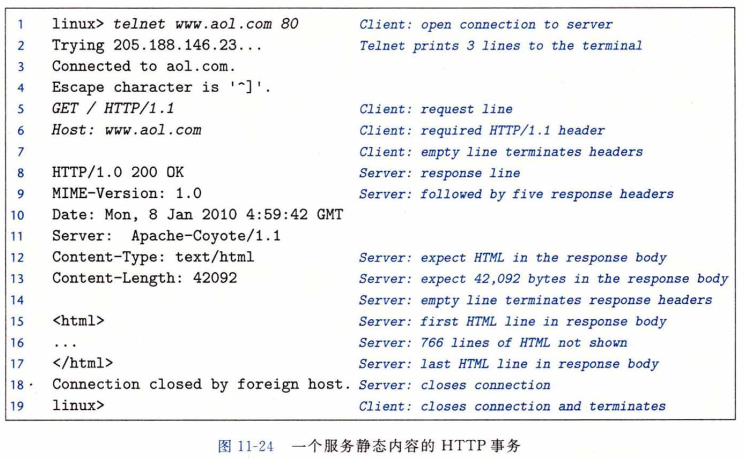 1 linux> telnet www.aol.com 80 Client: open connection to server
2 Trying 205.188.146.23... Telnet prints 3 lines to the terminal
3 Connected to aol.com.
4 Escape character is '^]'.
5 GET / HTTP/1.1 Client: request line
6 Host: www.aol.com Client: required HTTP/1.1 header
7 Client: empty line terminates headers
8 HTTP/1.0 200 OK Server: response line
9 MIME-Version: 1.0 Server: followed by five response headers
10 Date: Mon, 8 Jan 2010 4:59:42 GMT
11 Server: Apache-Coyote/1.1
12 Content-Type: text/html Server: expect HTML in the response body
13 Content-Length: 42092 Server: expect 42,092 bytes in the response body
14 Server: empty line terminates response headers
15 <html> Server: first HTML line in response body
16 ... Server: 766 lines of HTML not shown
17 </html> Server: last HTML line in response body
18 Connection closed by foreign host. Server: closes connection
19 linux> Client: closes connection and terminates
图 11-24 一个服务静态内容的 HTTP 事务